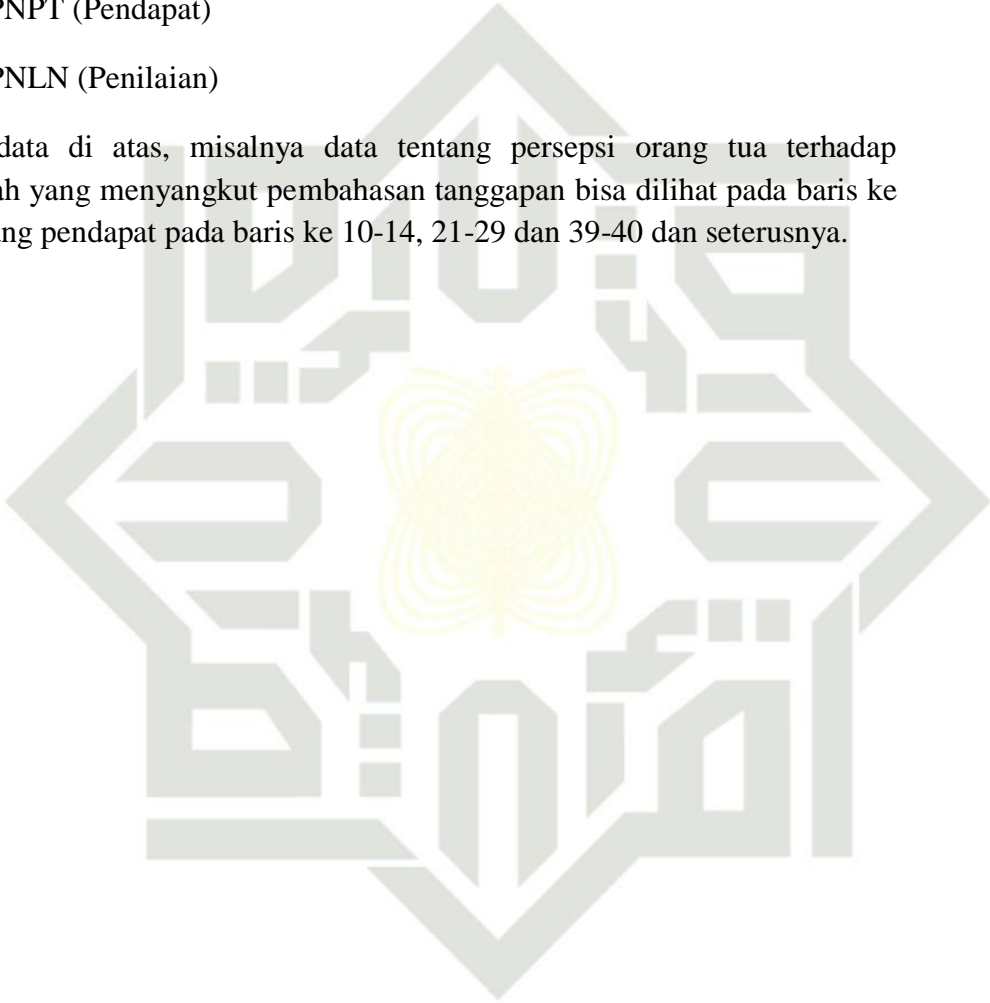 PNPT (Pendapat)
PNLN (Penilaian)
data di atas, misalnya data tentang persepsi orang tua terhadap
ah yang menyangkut pembahasan tanggapan bisa dilihat pada baris ke
ang pendapat pada baris ke 10-14, 21-29 dan 39-40 dan seterusnya.